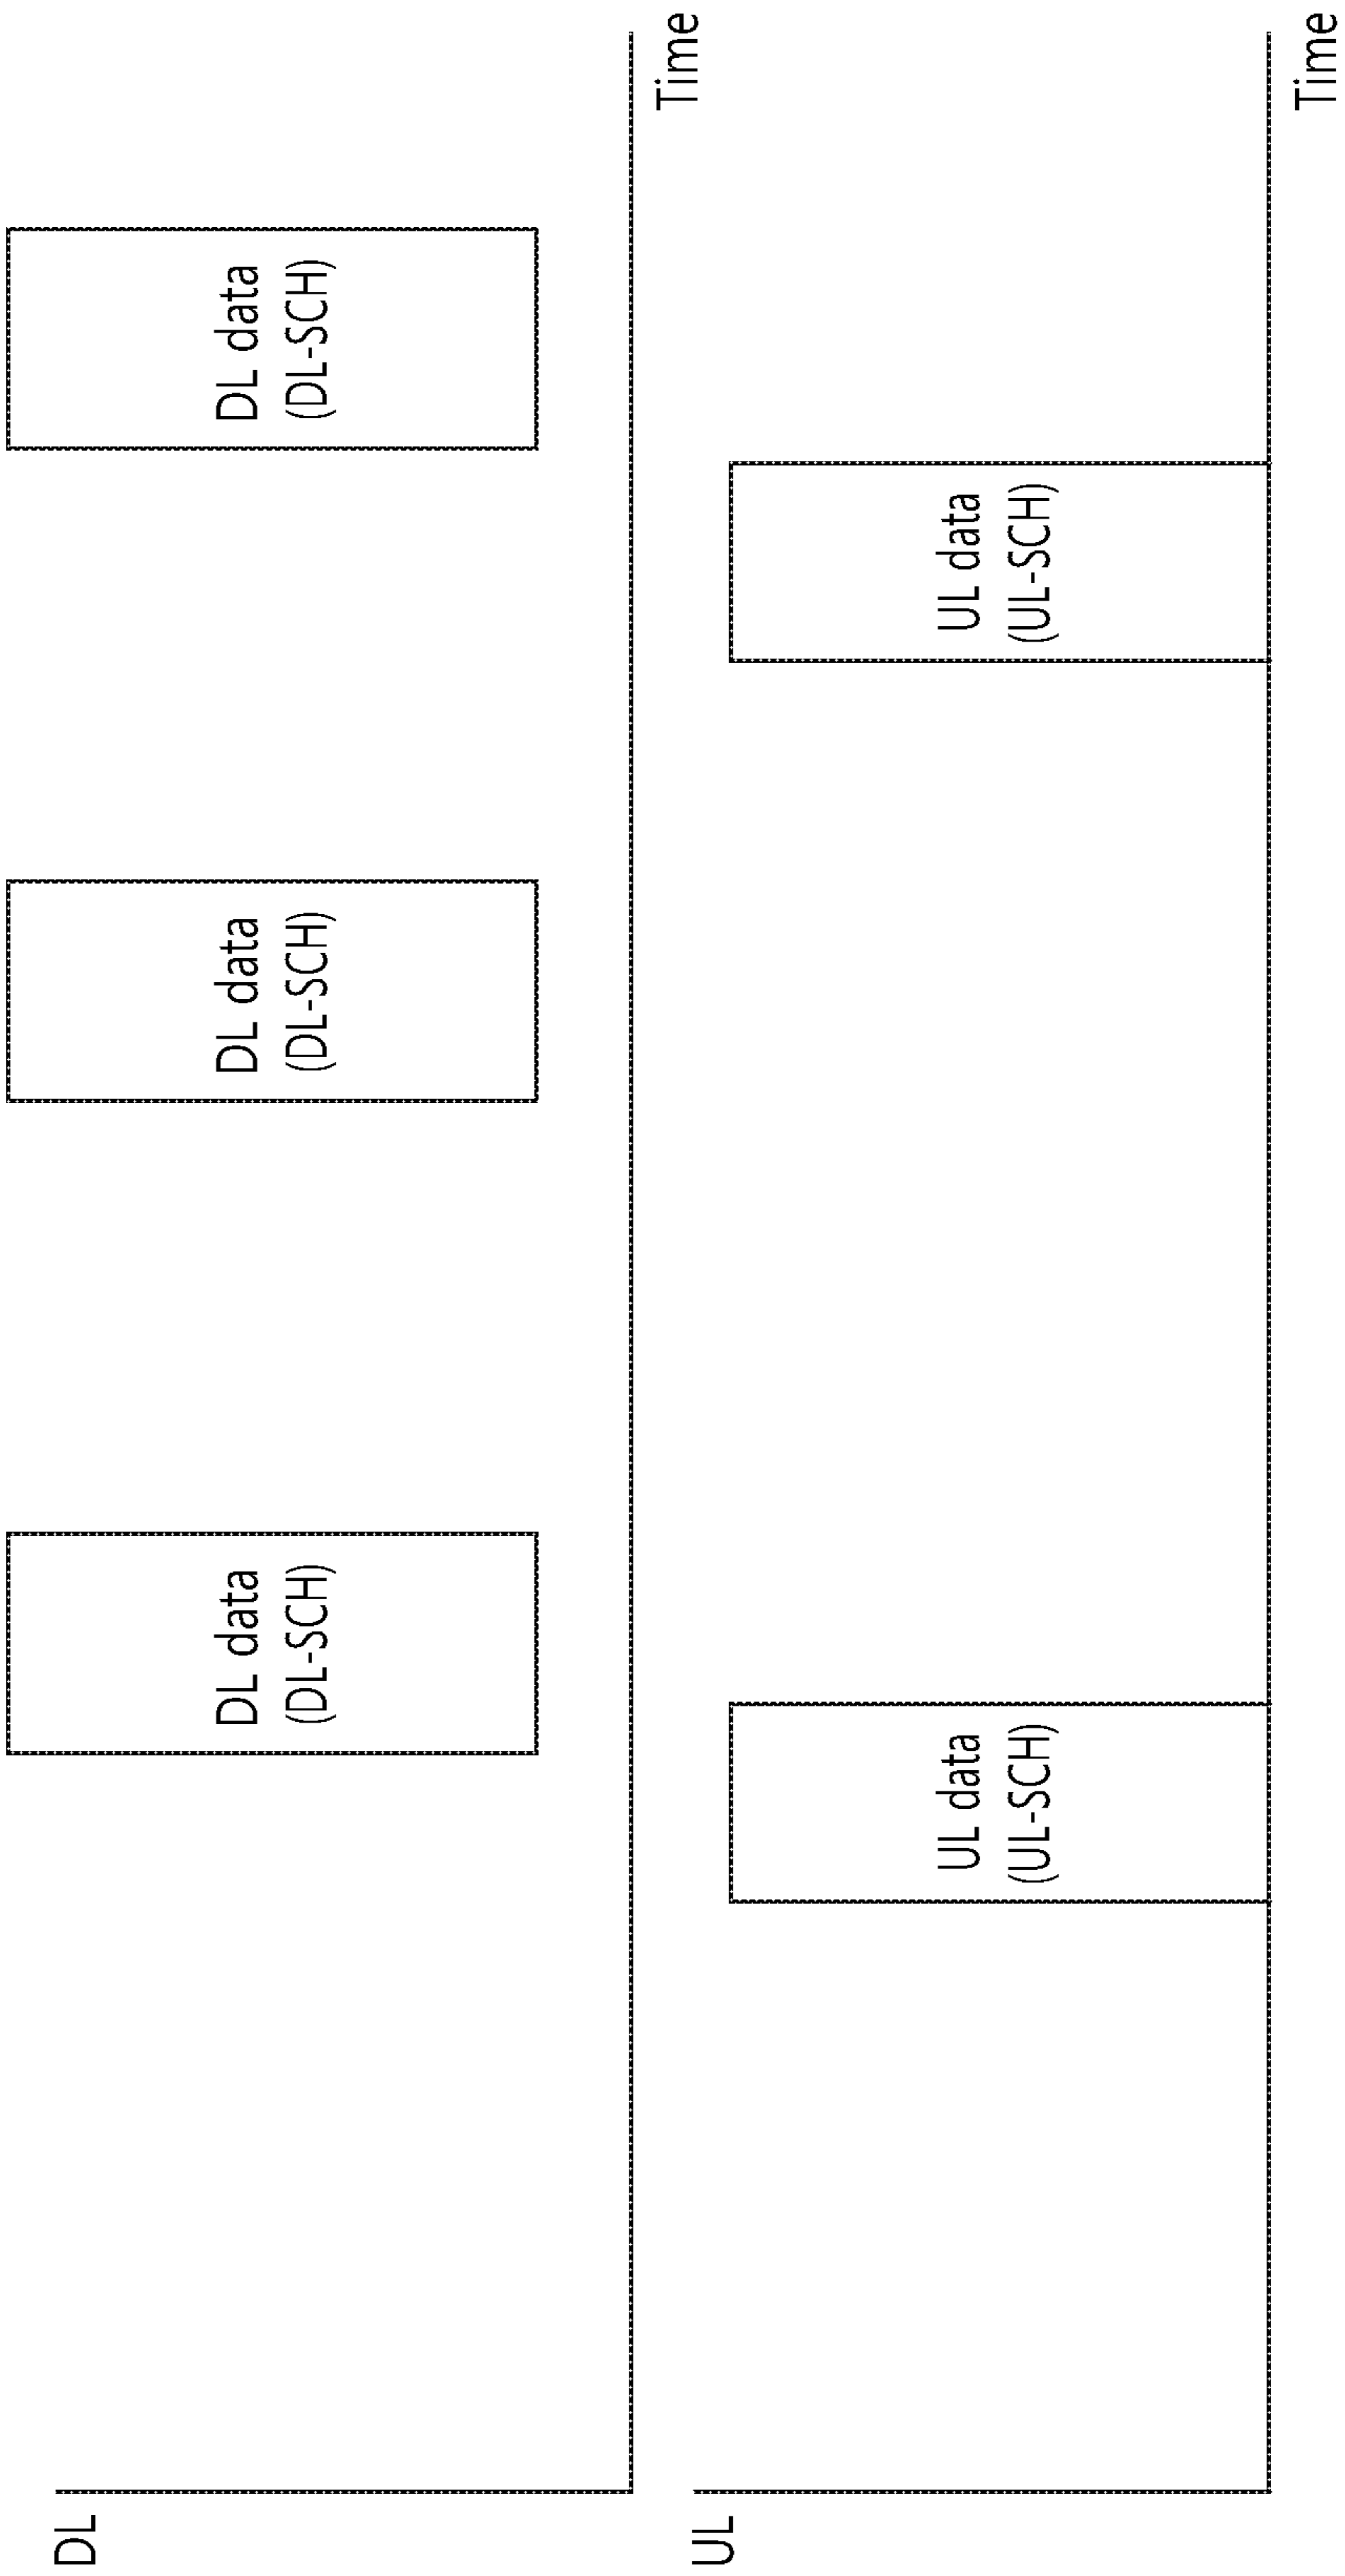 DL
DL data
(DL-SCH)
DL data
(DL-SCH)
DL data
(DL-SCH)
Time
UL
UL data
(UL-SCH)
UL data
(UL-SCH)
Time